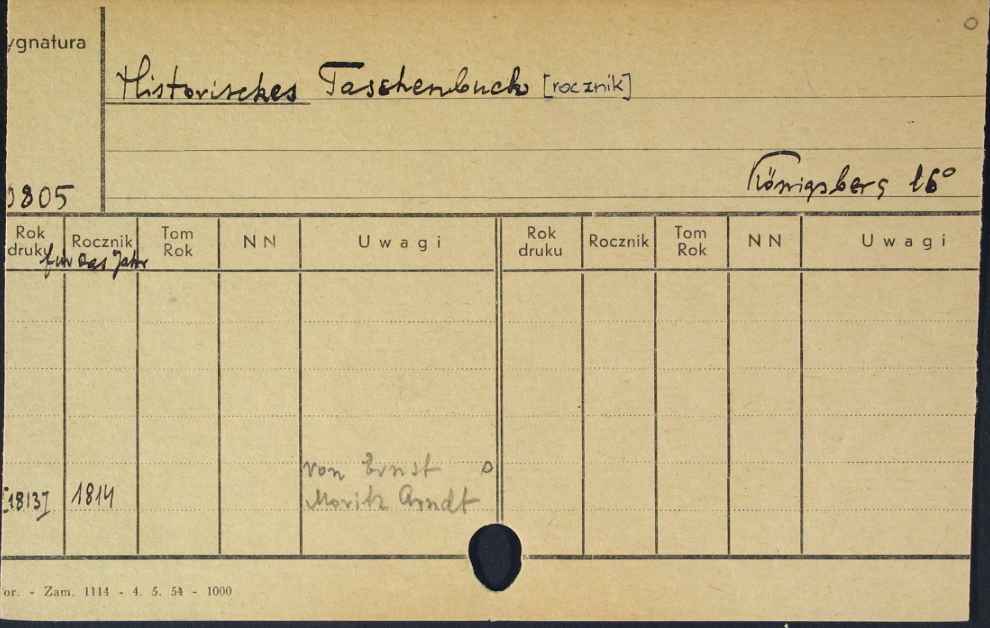 ygnatura
Historisches Taschenbuch [rocznik]
Königsberg 16°
0805
Rok druku Rocznik Tom Rok NN Uwagi Rok druku Rocznik Tom Rok NN Uwagi
für das Jahr
von Ernst
[1813] 1814 Moritz Arndt
or. - Zam. 1114 - 4. 5. 54 - 1000